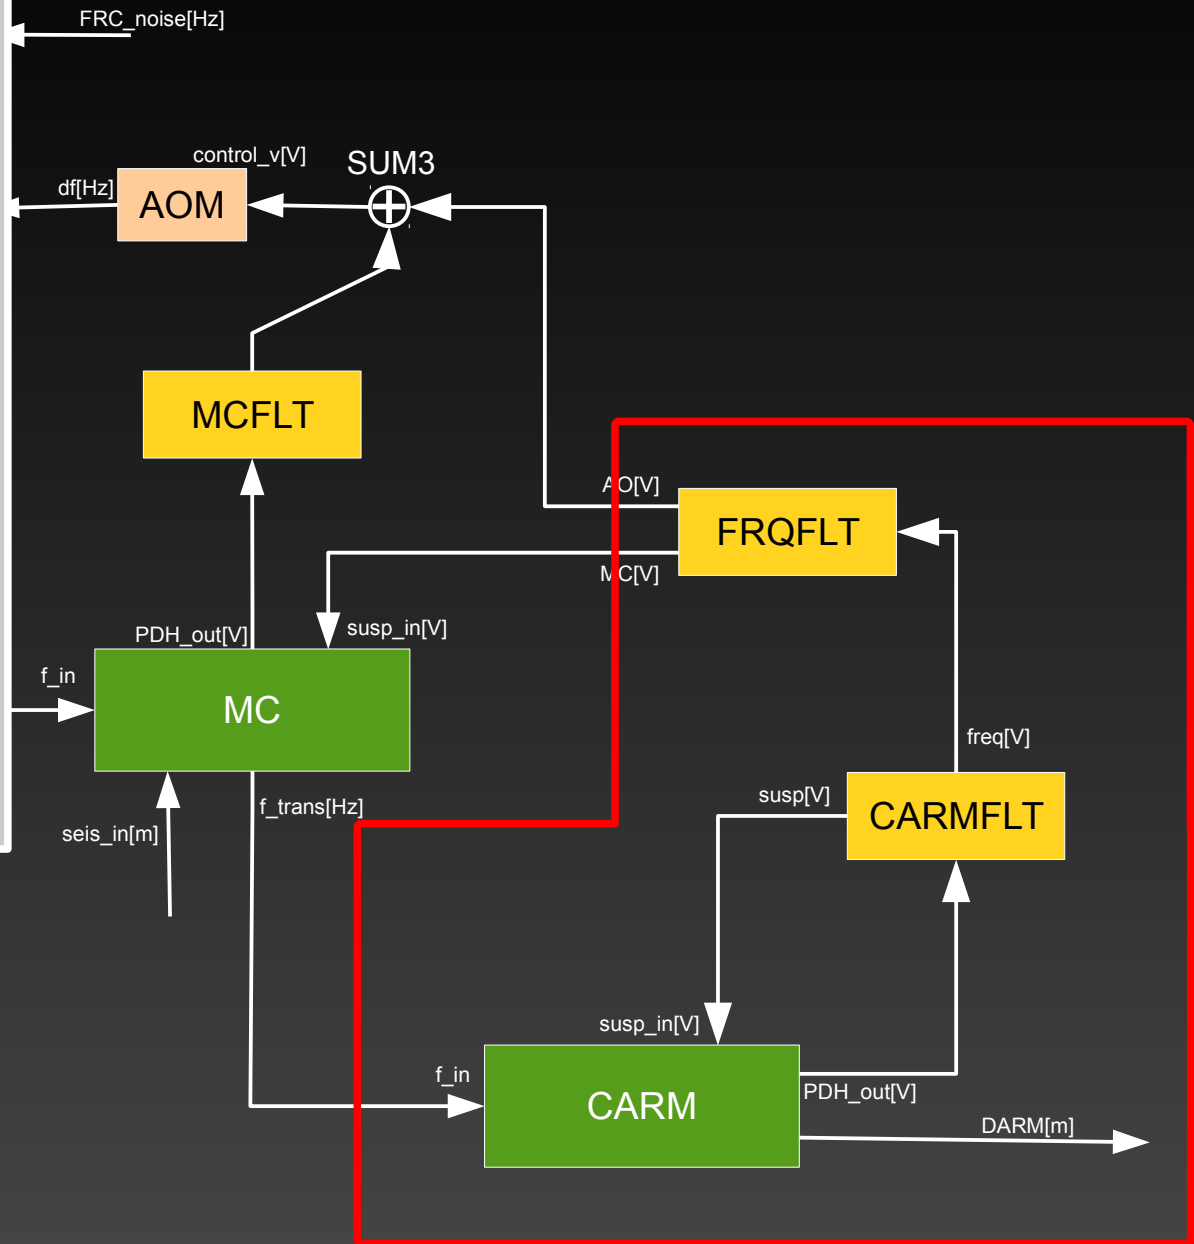 FRC_noise[Hz]
control_v[V]
SUM3
df[Hz]
AOM
MCFLT
AO[V]
FRQFLT
MC[V]
PDH_out[V]
susp_in[V]
f_in
MC
freq[V]
susp[V]
f_trans[Hz]
CARMFLT
seis_in[m]
susp_in[V]
f_in
CARM
PDH_out[V]
DARM[m]